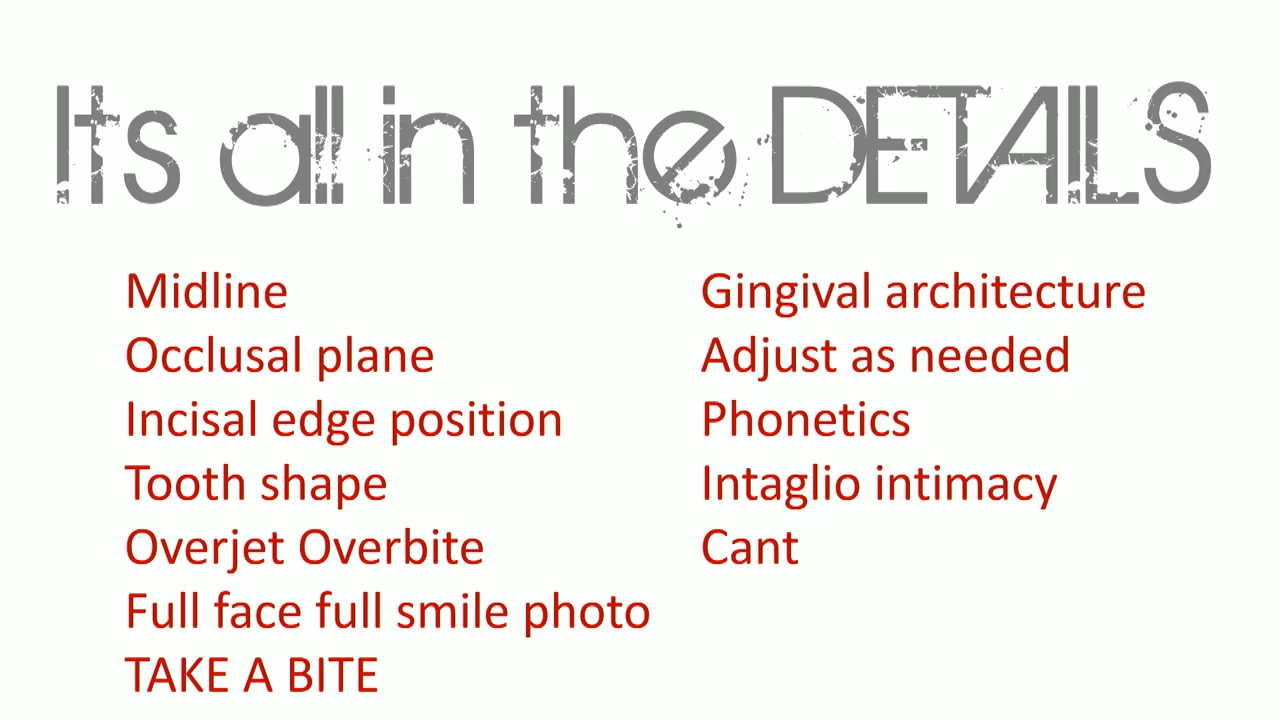 Its all in the DETAILS
Midline
Occlusal plane
Incisal edge position
Tooth shape
Overjet Overbite
Full face full smile photo
TAKE A BITE
Gingival architecture
Adjust as needed
Phonetics
Intaglio intimacy
Cant